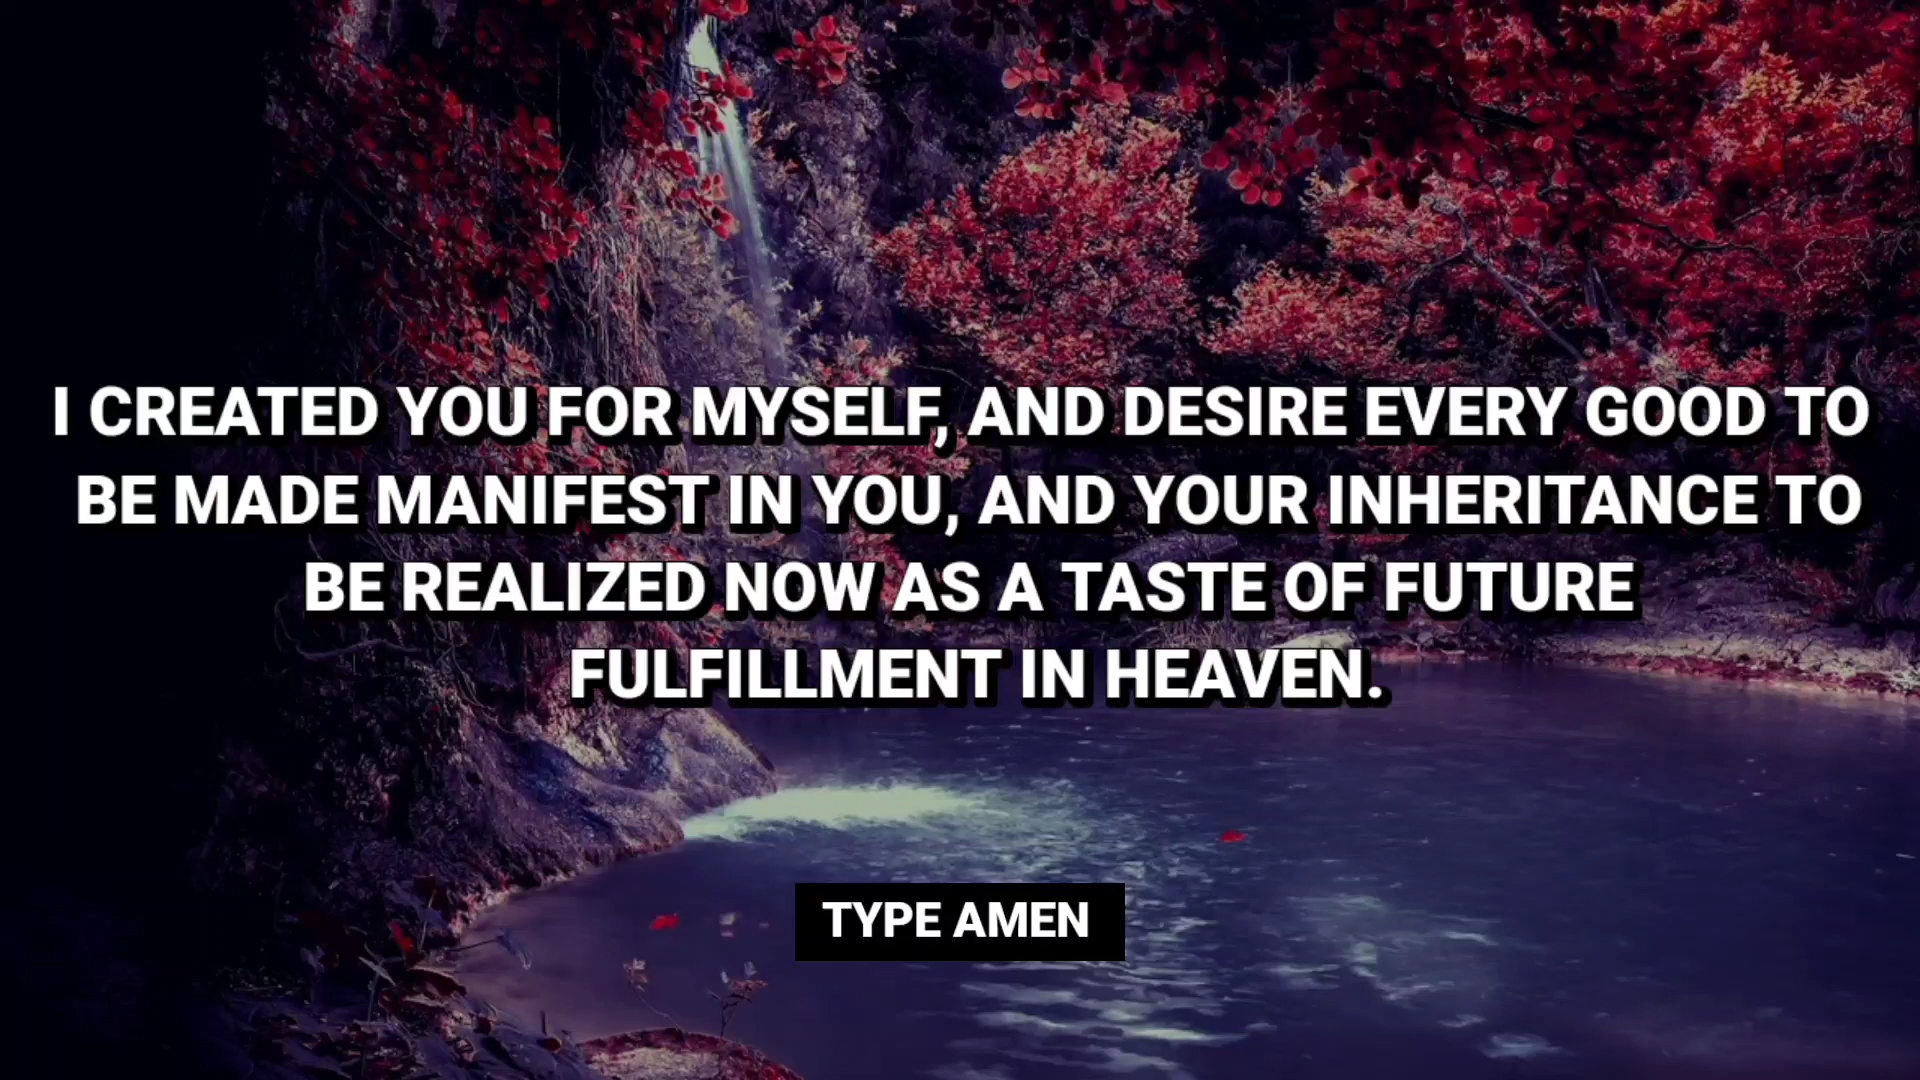 I CREATED YOU FOR MYSELF, AND DESIRE EVERY GOOD TO
BE MADE MANIFEST IN YOU, AND YOUR INHERITANCE TO
BE REALIZED NOW AS A TASTE OF FUTURE
FULFILLMENT IN HEAVEN.
TYPE AMEN